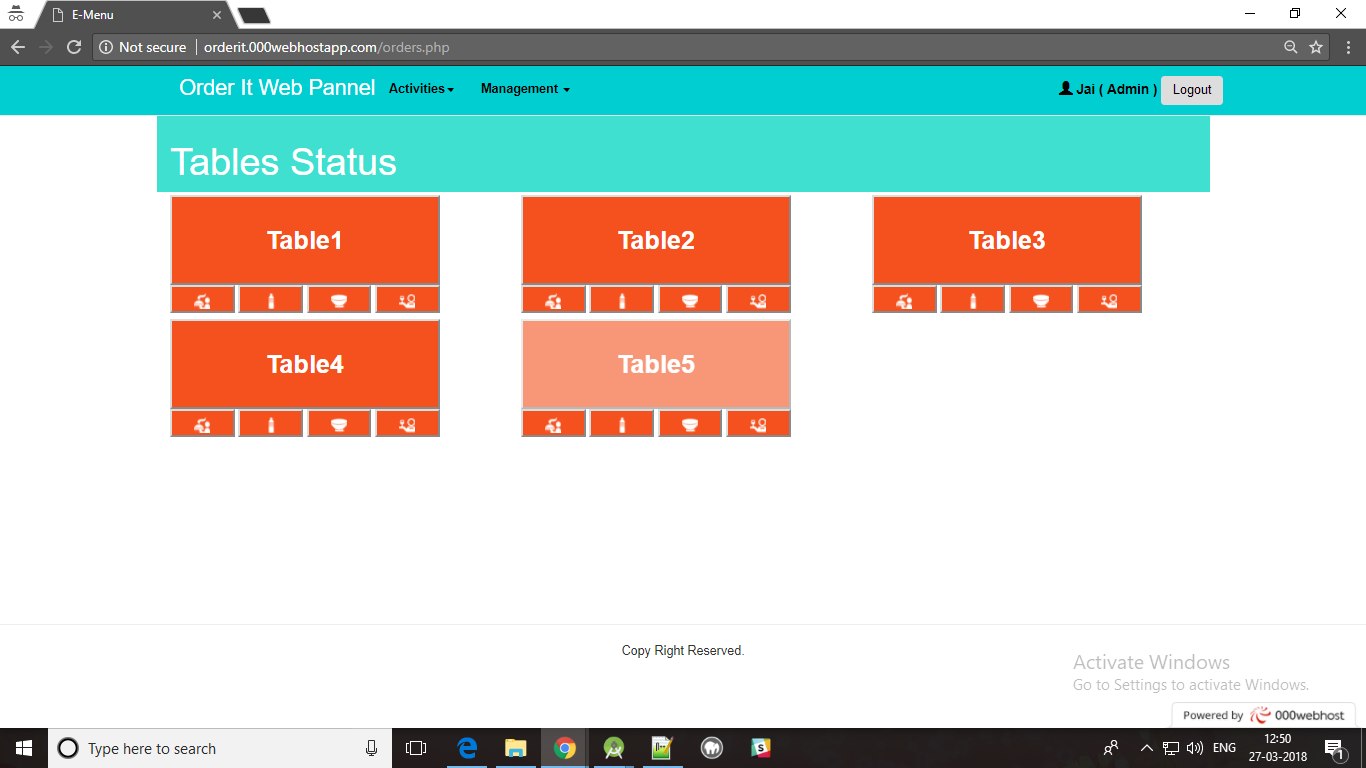 E-Menu
Not secure | orderit.000webhostapp.com/orders.php
Order It Web Pannel Activities Management Jai ( Admin ) Logout
Tables Status
Table1 Table2 Table3
Table4 Table5
Copy Right Reserved.
Activate Windows
Go to Settings to activate Windows.
Powered by 000webhost
Type here to search
ENG
12:50
27-03-2018
1